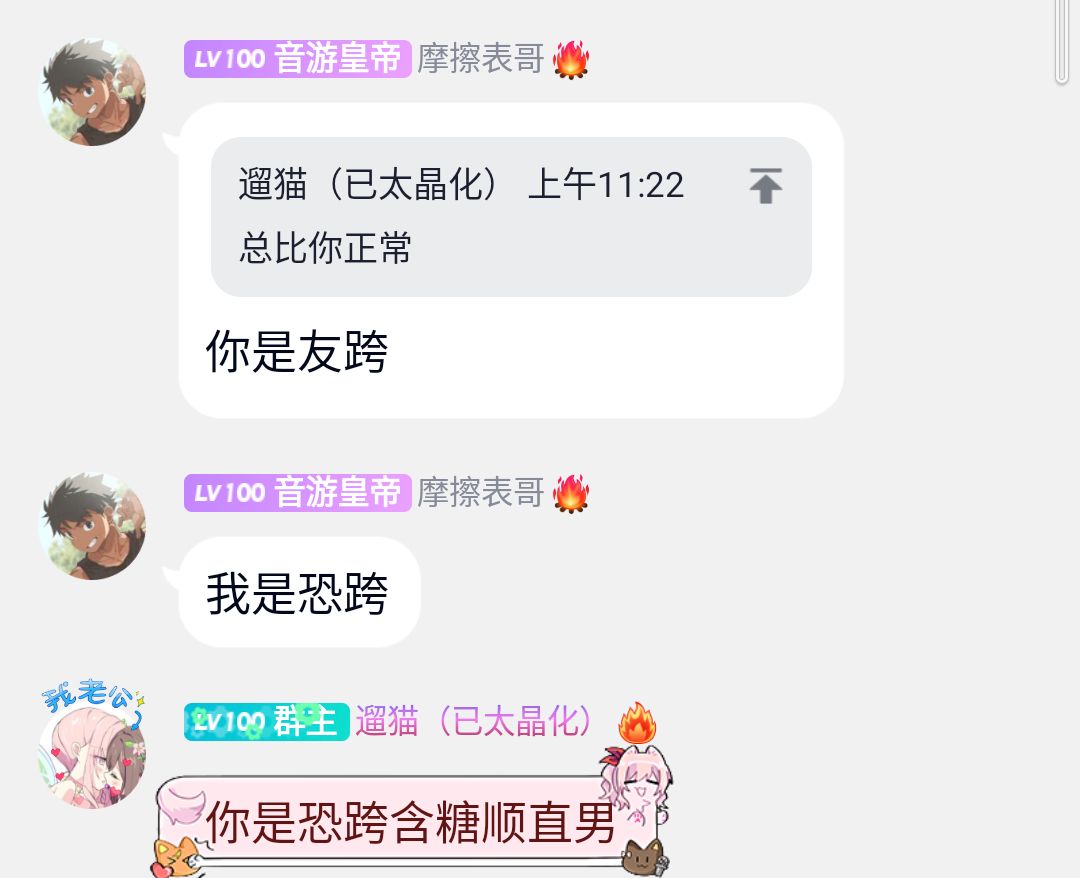 LV100 音游皇帝 摩擦表哥🔥
遛猫（已太晶化） 上午11:22
总比你正常
你是友跨
LV100 音游皇帝 摩擦表哥🔥
我是恐跨
我老公
LV100 群主 遛猫（已太晶化）🔥
你是恐跨含糖顺直男